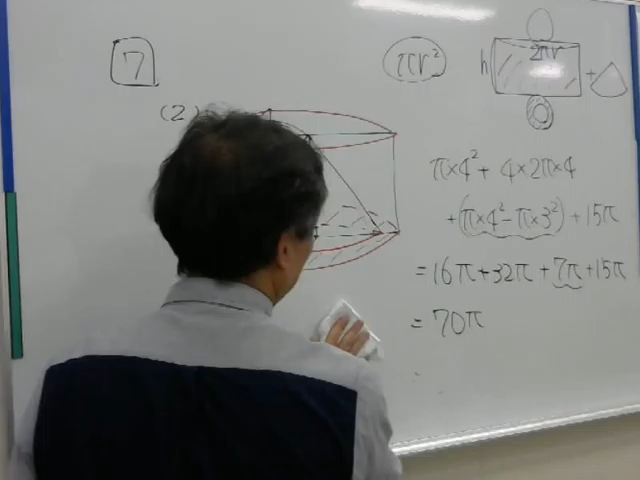 7
(2)
πr²
h 2πr +
π×4² + 4×2π×4
+(π×4²-π×3²) + 15π
= 16π+32π+7π+15π
= 70π